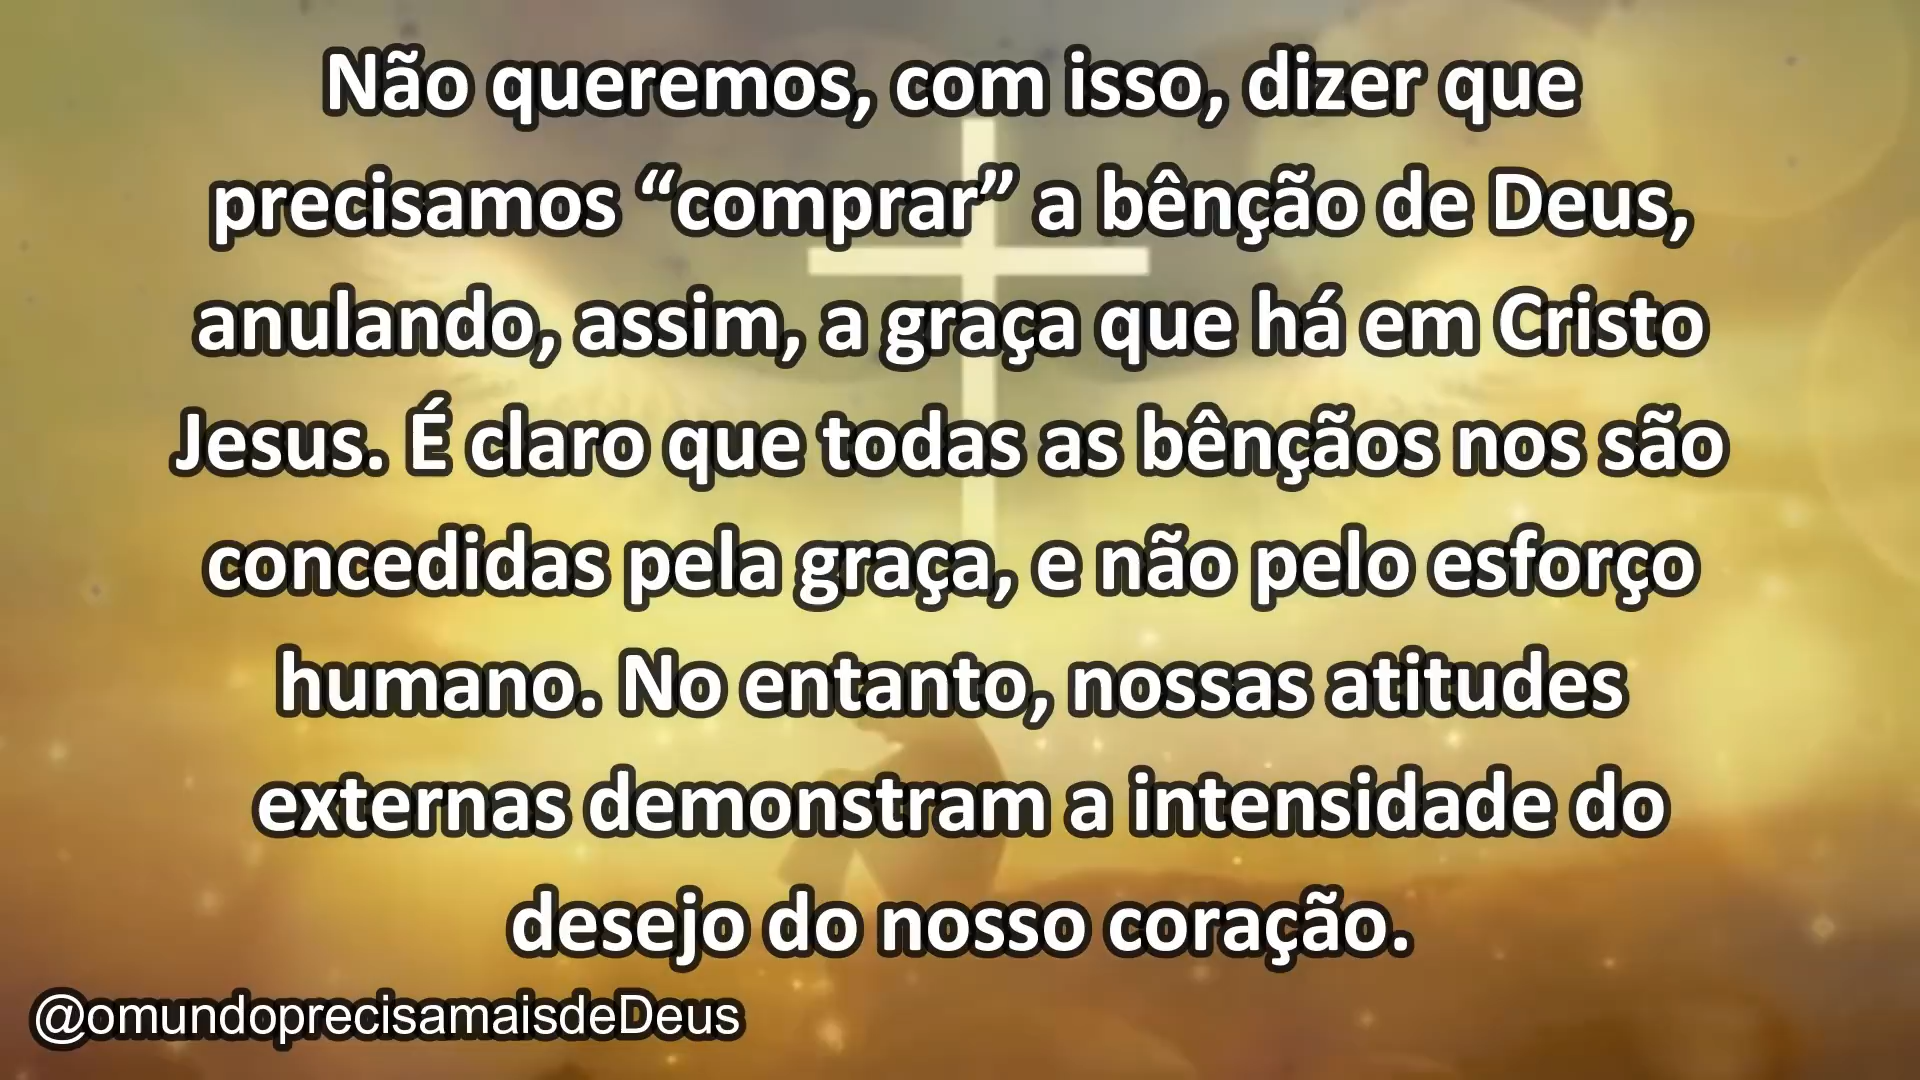 Não queremos, com isso, dizer que
precisamos “comprar” a bênção de Deus,
anulando, assim, a graça que há em Cristo
Jesus. É claro que todas as bênçãos nos são
concedidas pela graça, e não pelo esforço
humano. No entanto, nossas atitudes
externas demonstram a intensidade do
desejo do nosso coração.
@omundoprecisamaisdeDeus